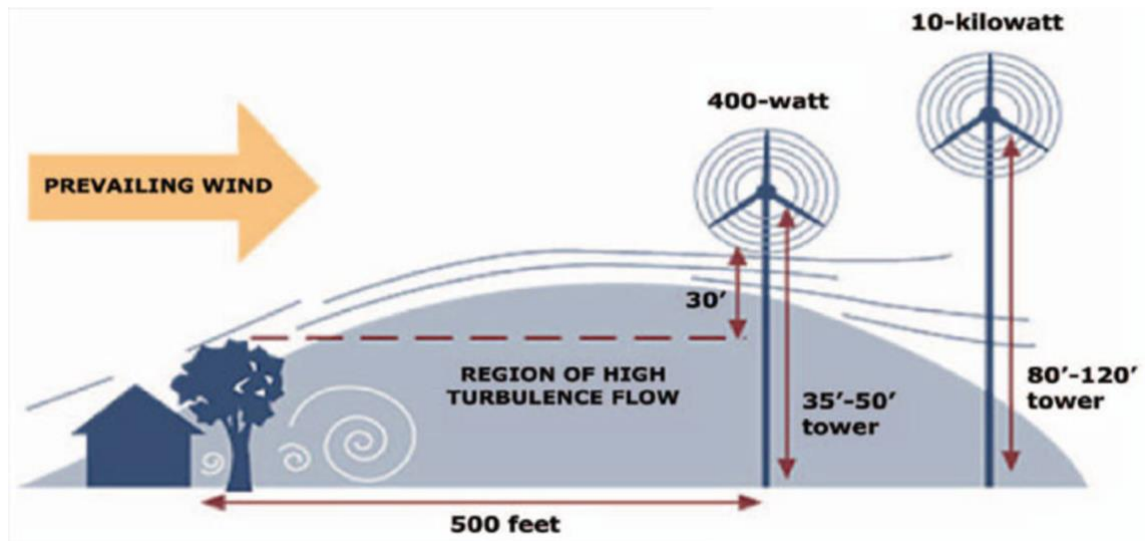 10-kilowatt
400-watt
PREVAILING WIND
30′
REGION OF HIGH
TURBULENCE FLOW
35′-50′
tower
80′-120′
tower
500 feet